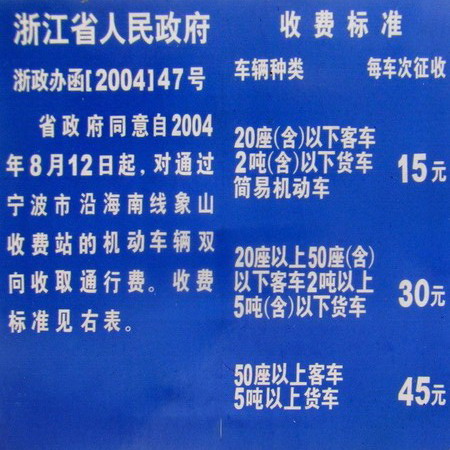 浙江省人民政府
浙政办函[2004]47号
省政府同意自2004
年8月12日起，对通过
宁波市沿海南线象山
收费站的机动车辆双
向收取通行费。收费
标准见右表。
收费标准
车辆种类 每车次征收
20座(含)以下客车
2吨(含)以下货车 15元
简易机动车
20座以上50座(含)
以下客车2吨以上 30元
5吨(含)以下货车
50座以上客车 45元
5吨以上货车